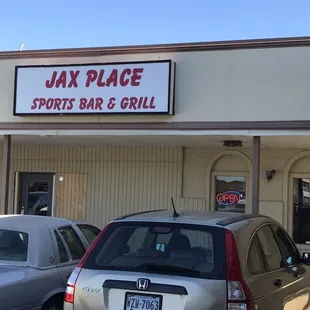 JAX PLACE
SPORTS BAR & GRILL
OPEN